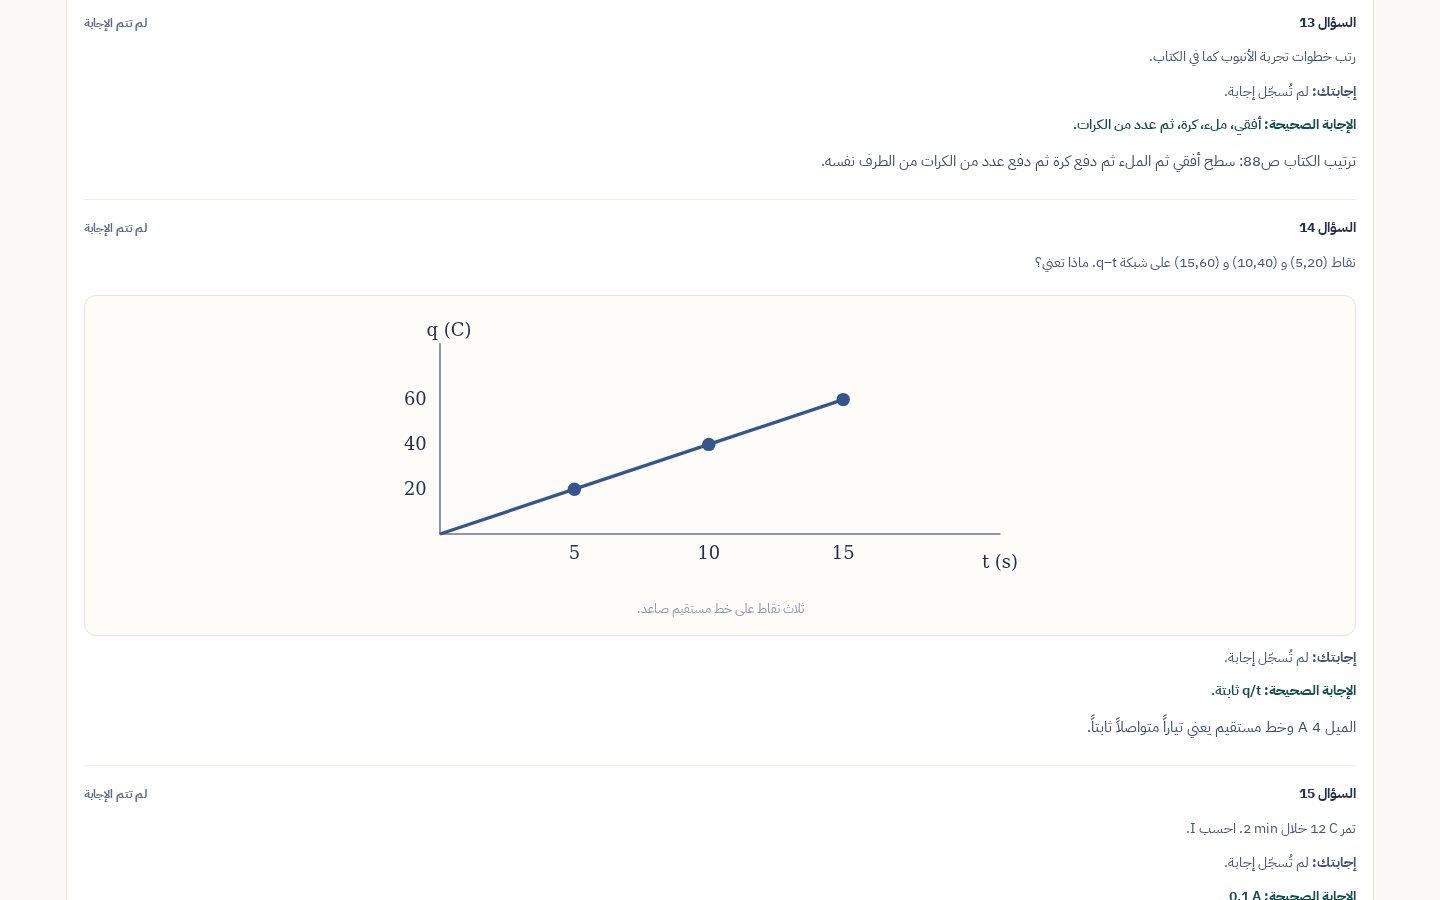 السؤال 13
لم تتم الإجابة
رتب خطوات تجربة الأنبوب كما في الكتاب.
إجابتك: لم تُسجّل إجابة.
الإجابة الصحيحة: أفقي، ملء، كرة، ثم عدد من الكرات.
ترتيب الكتاب ص88: سطح أفقي ثم الملء ثم دفع كرة ثم دفع عدد من الكرات من الطرف نفسه.
السؤال 14
لم تتم الإجابة
نقاط (5,20) و (10,40) و (15,60) على شبكة q–t. ماذا تعني؟
q (C)
60
40
20
5 10 15
t (s)
ثلاث نقاط على خط مستقيم صاعد.
إجابتك: لم تُسجّل إجابة.
الإجابة الصحيحة: q/t ثابتة.
الميل 4 A وخط مستقيم يعني تياراً متواصلاً ثابتاً.
السؤال 15
لم تتم الإجابة
تمر 12 C خلال 2 min. احسب I.
إجابتك: لم تُسجّل إجابة.
الإجابة الصحيحة: 0.1 A